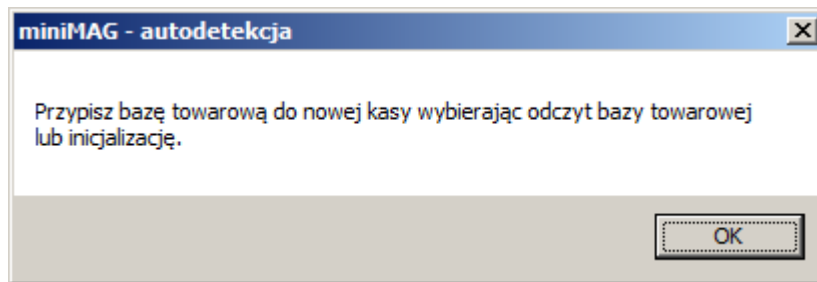 miniMAG - autodetekcja
Przypisz bazę towarową do nowej kasy wybierając odczyt bazy towarowej
lub inicjalizację.
OK